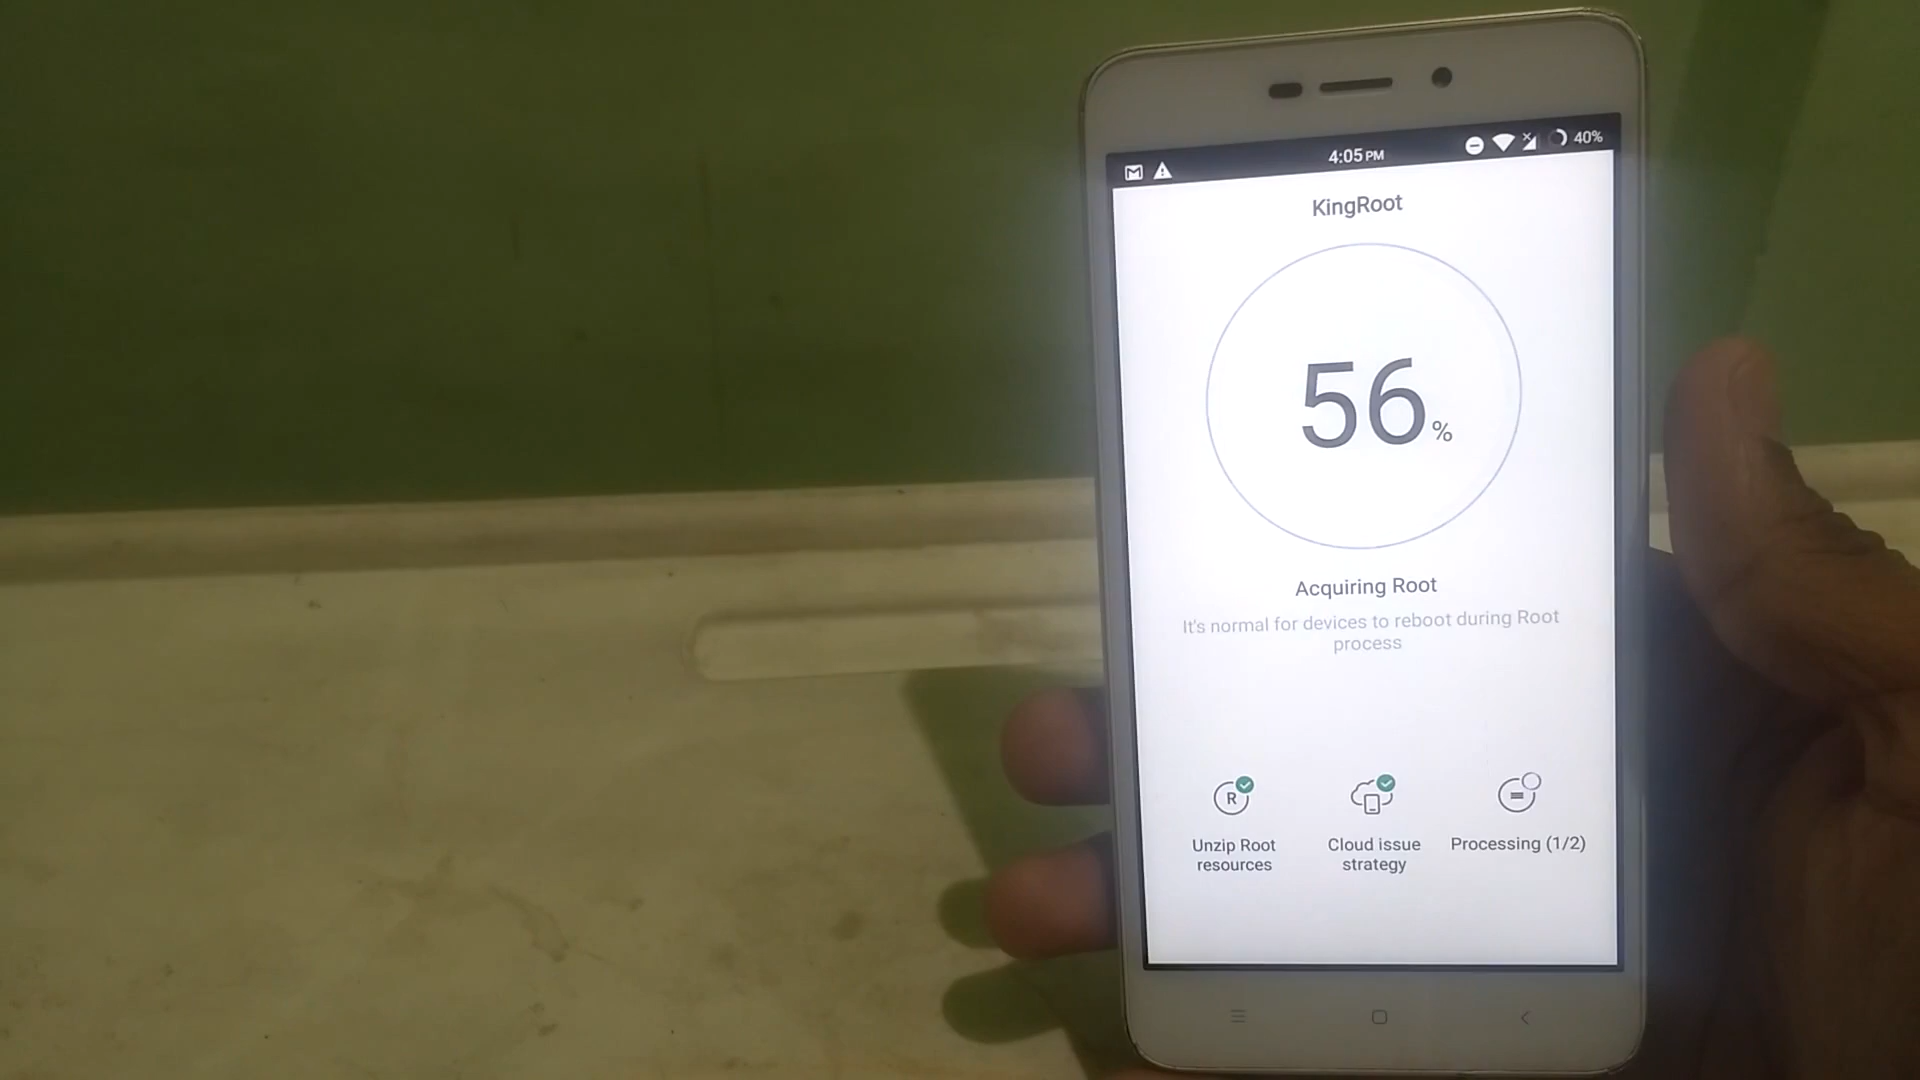 4:05 PM
40%
KingRoot
56%
Acquiring Root
It's normal for devices to reboot during Root
process
R
Unzip Root
resources
Cloud issue
strategy
Processing (1/2)